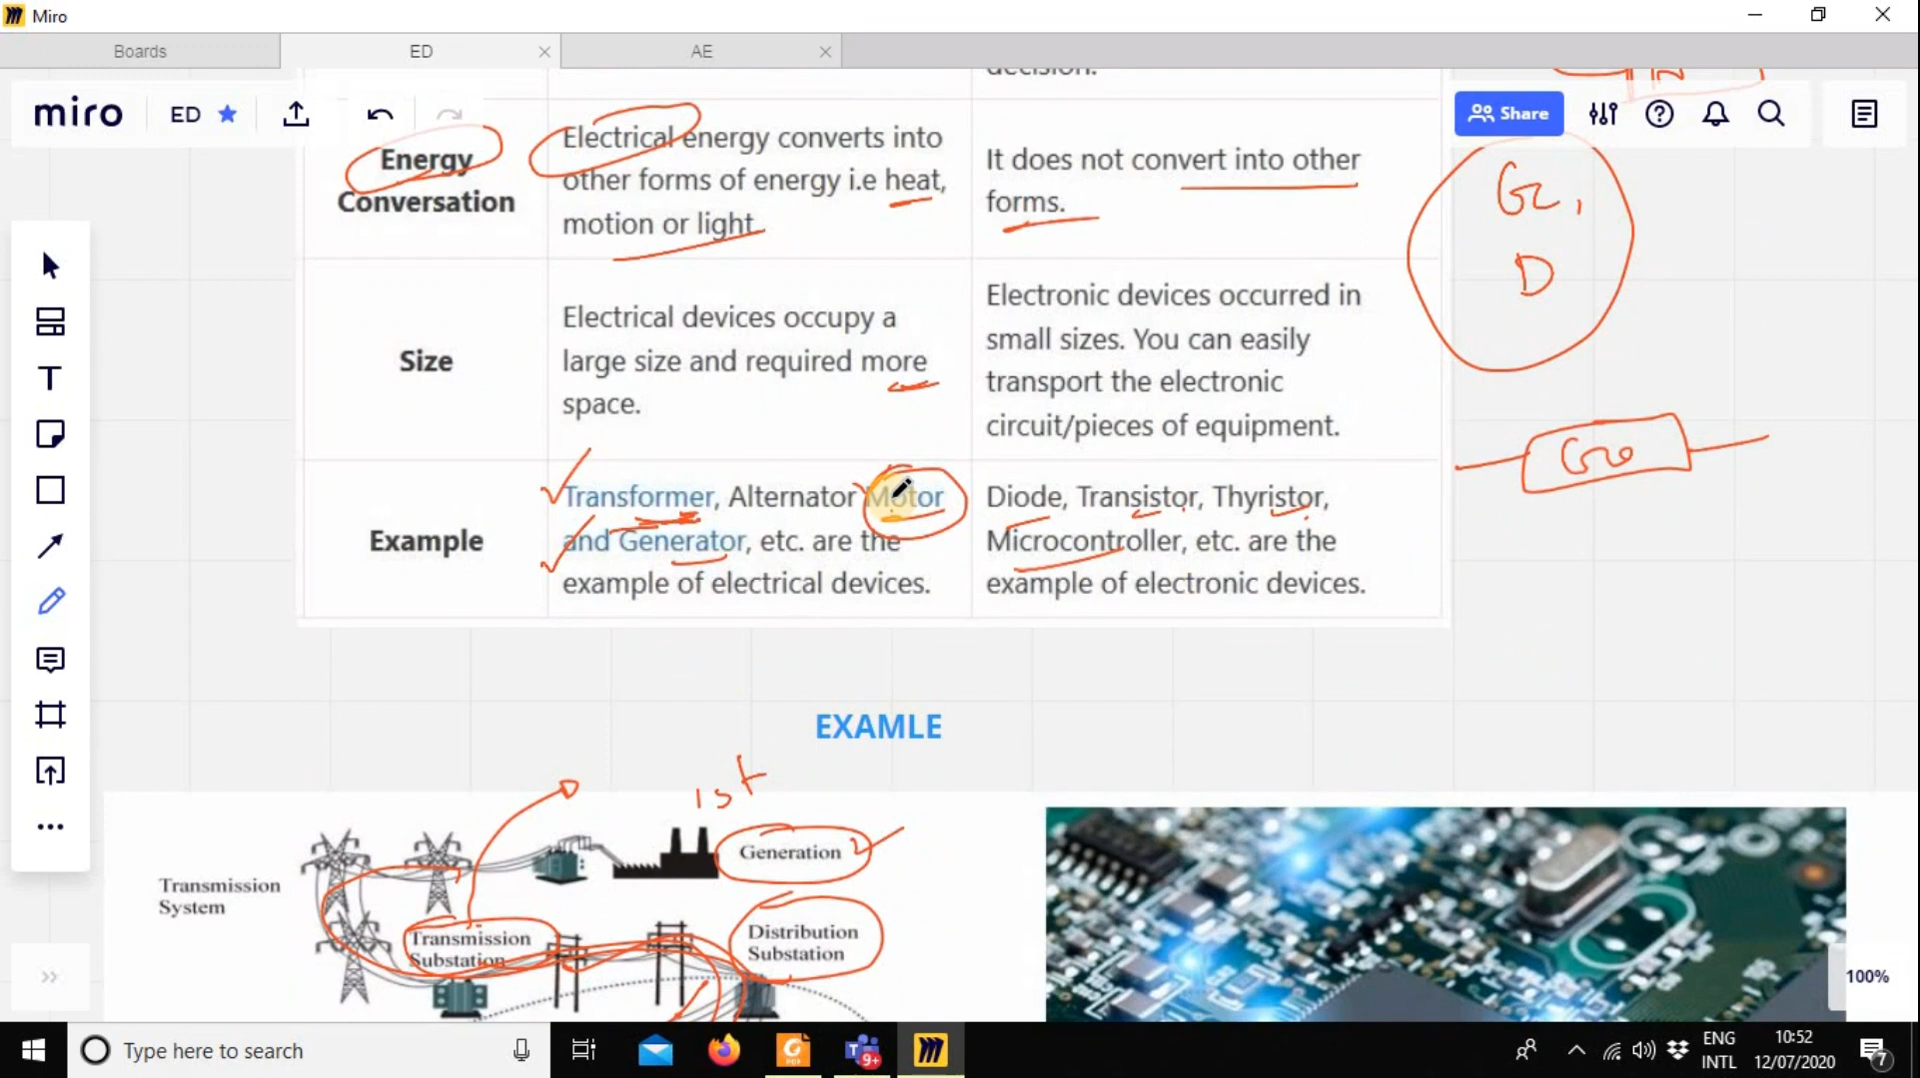 Miro
Boards
ED
AE
miro
ED
Share
decision.
Energy
Conversation
Electrical energy converts into
other forms of energy i.e heat,
motion or light.
It does not convert into other
forms.
Size
Electrical devices occupy a
large size and required more
space.
Electronic devices occurred in
small sizes. You can easily
transport the electronic
circuit/pieces of equipment.
Example
Transformer, Alternator Motor
and Generator, etc. are the
example of electrical devices.
Diode, Transistor, Thyristor,
Microcontroller, etc. are the
example of electronic devices.
D
EXAMLE
1st
Transmission
System
Generation
Transmission
Substation
Distribution
Substation
100%
Type here to search
9+
ENG
INTL
10:52
12/07/2020
7